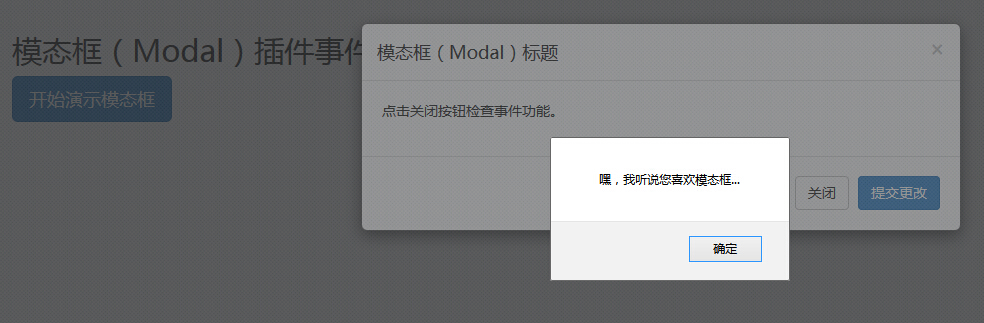 模态框（Modal）插件事件
开始演示模态框
模态框（Modal）标题
×
点击关闭按钮检查事件功能。
嘿，我听说您喜欢模态框...
关闭
提交更改
确定